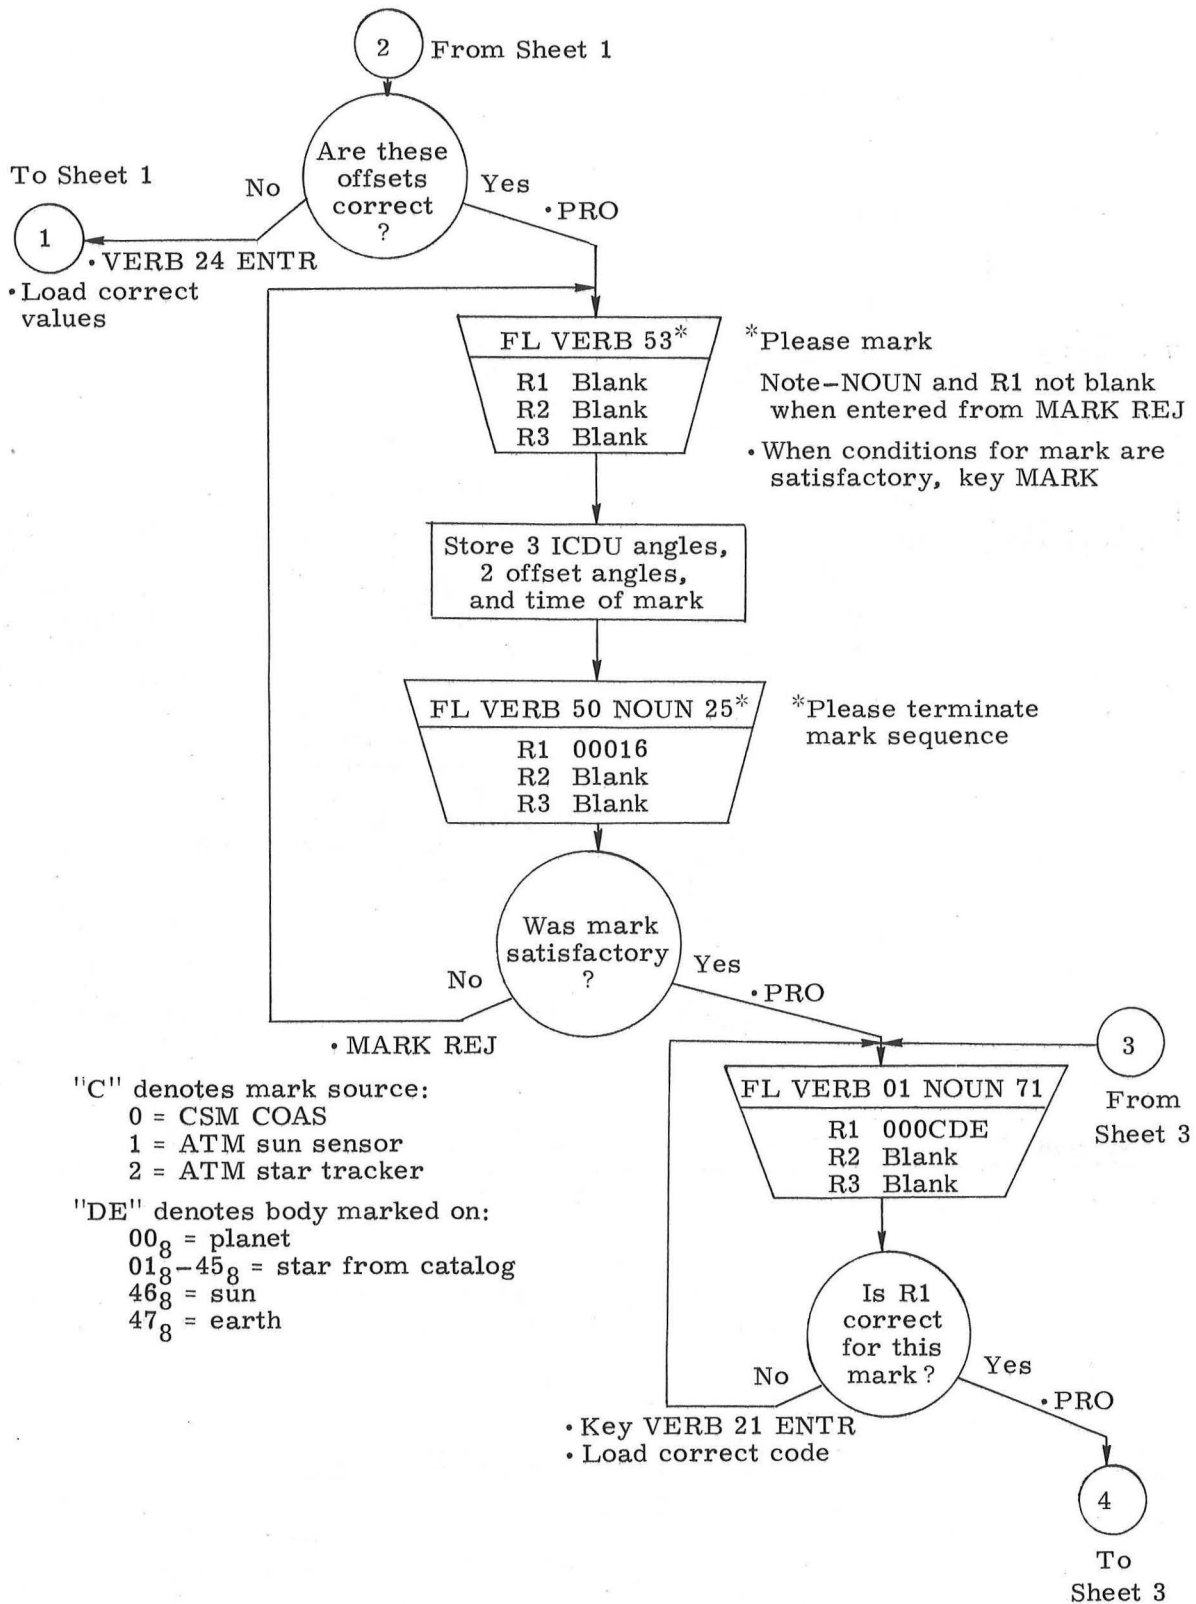 2
From Sheet 1
Are these
offsets
correct
?
To Sheet 1
No
Yes
• PRO
1
• VERB 24 ENTR
• Load correct
values
FL VERB 53*
R1 Blank
R2 Blank
R3 Blank
*Please mark
Note–NOUN and R1 not blank
when entered from MARK REJ
• When conditions for mark are
satisfactory, key MARK
Store 3 ICDU angles,
2 offset angles,
and time of mark
FL VERB 50 NOUN 25*
R1 00016
R2 Blank
R3 Blank
*Please terminate
mark sequence
Was mark
satisfactory
?
No
Yes
• PRO
• MARK REJ
3
From
Sheet 3
"C" denotes mark source:
0 = CSM COAS
1 = ATM sun sensor
2 = ATM star tracker
"DE" denotes body marked on:
00₈ = planet
01₈–45₈ = star from catalog
46₈ = sun
47₈ = earth
FL VERB 01 NOUN 71
R1 000CDE
R2 Blank
R3 Blank
Is R1
correct
for this
mark?
No
Yes
• PRO
• Key VERB 21 ENTR
• Load correct code
4
To
Sheet 3